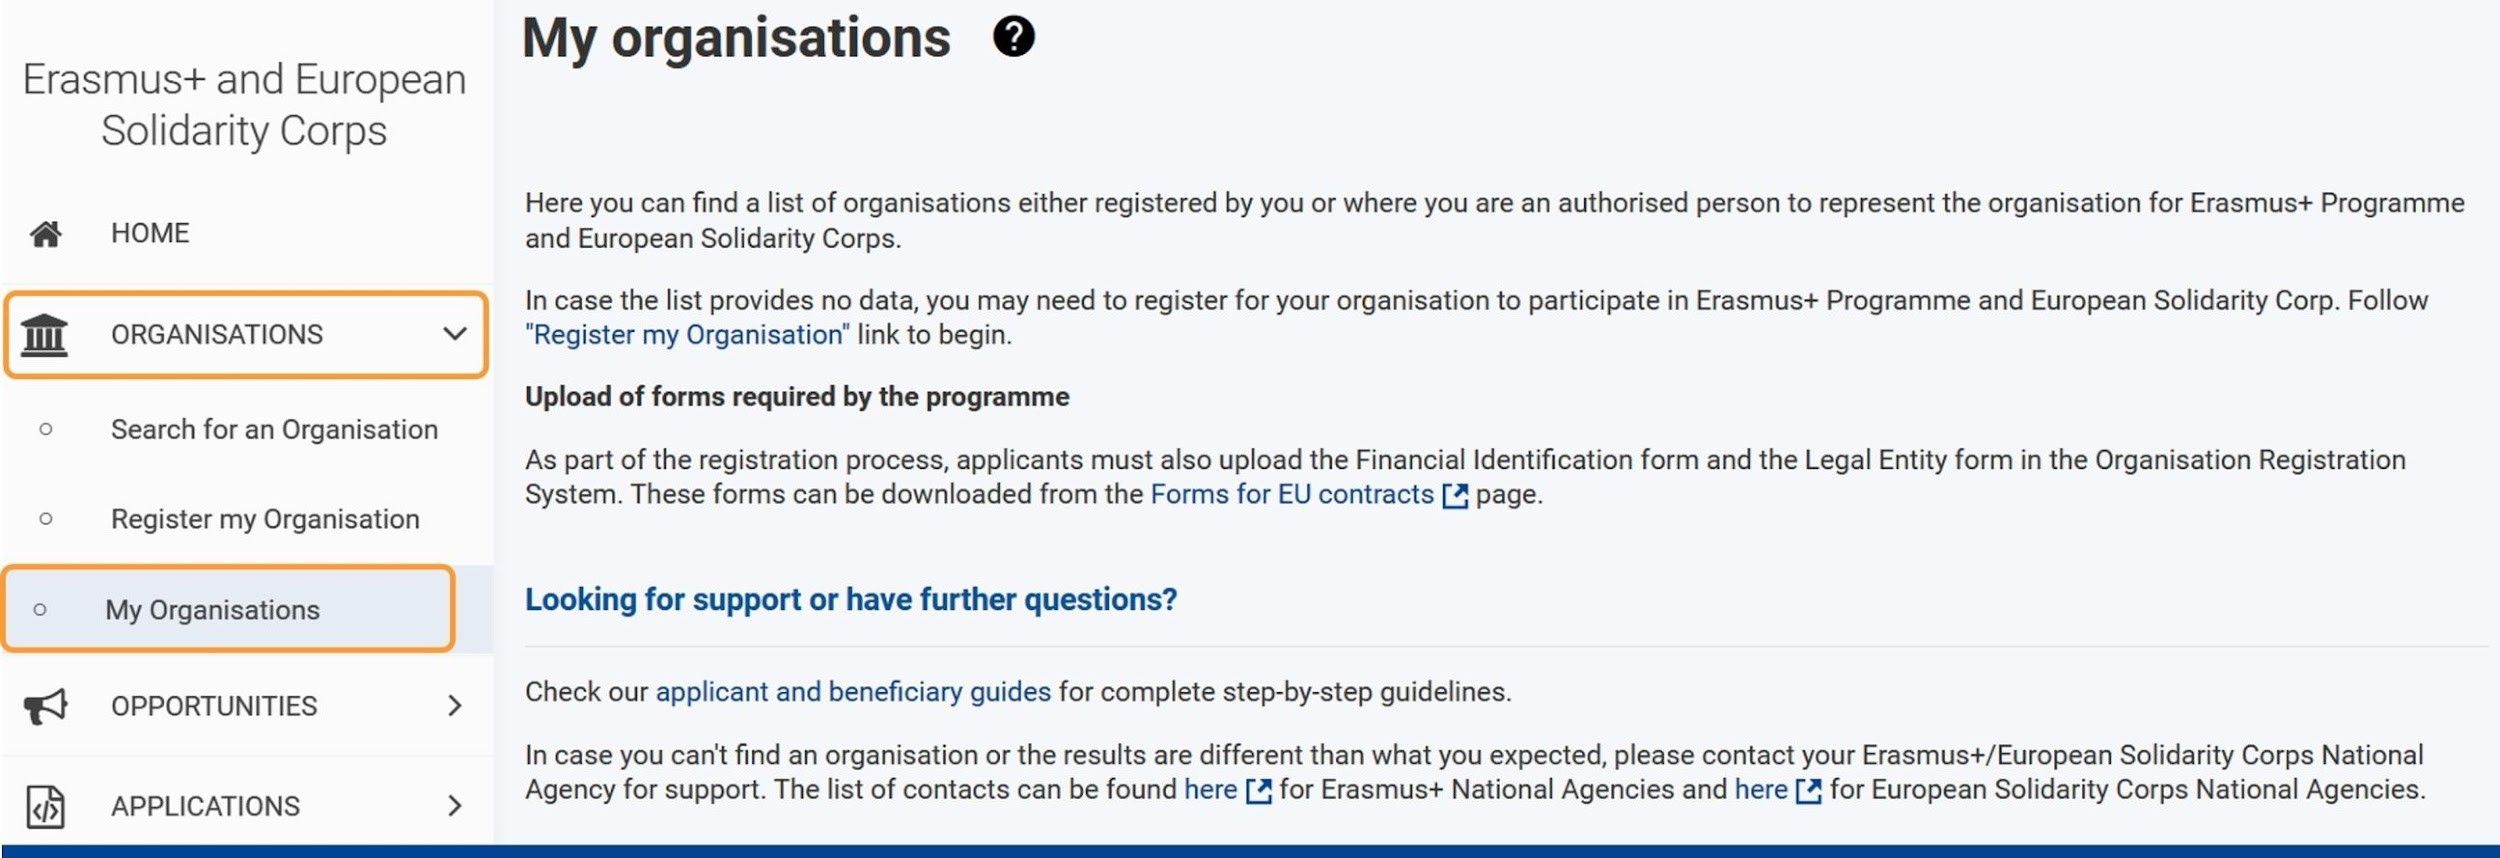 Erasmus+ and European
Solidarity Corps
HOME
ORGANISATIONS
Search for an Organisation
Register my Organisation
My Organisations
OPPORTUNITIES
APPLICATIONS
My organisations ?
Here you can find a list of organisations either registered by you or where you are an authorised person to represent the organisation for Erasmus+ Programme
and European Solidarity Corps.
In case the list provides no data, you may need to register for your organisation to participate in Erasmus+ Programme and European Solidarity Corp. Follow
"Register my Organisation" link to begin.
Upload of forms required by the programme
As part of the registration process, applicants must also upload the Financial Identification form and the Legal Entity form in the Organisation Registration
System. These forms can be downloaded from the Forms for EU contracts page.
Looking for support or have further questions?
Check our applicant and beneficiary guides for complete step-by-step guidelines.
In case you can't find an organisation or the results are different than what you expected, please contact your Erasmus+/European Solidarity Corps National
Agency for support. The list of contacts can be found here for Erasmus+ National Agencies and here for European Solidarity Corps National Agencies.